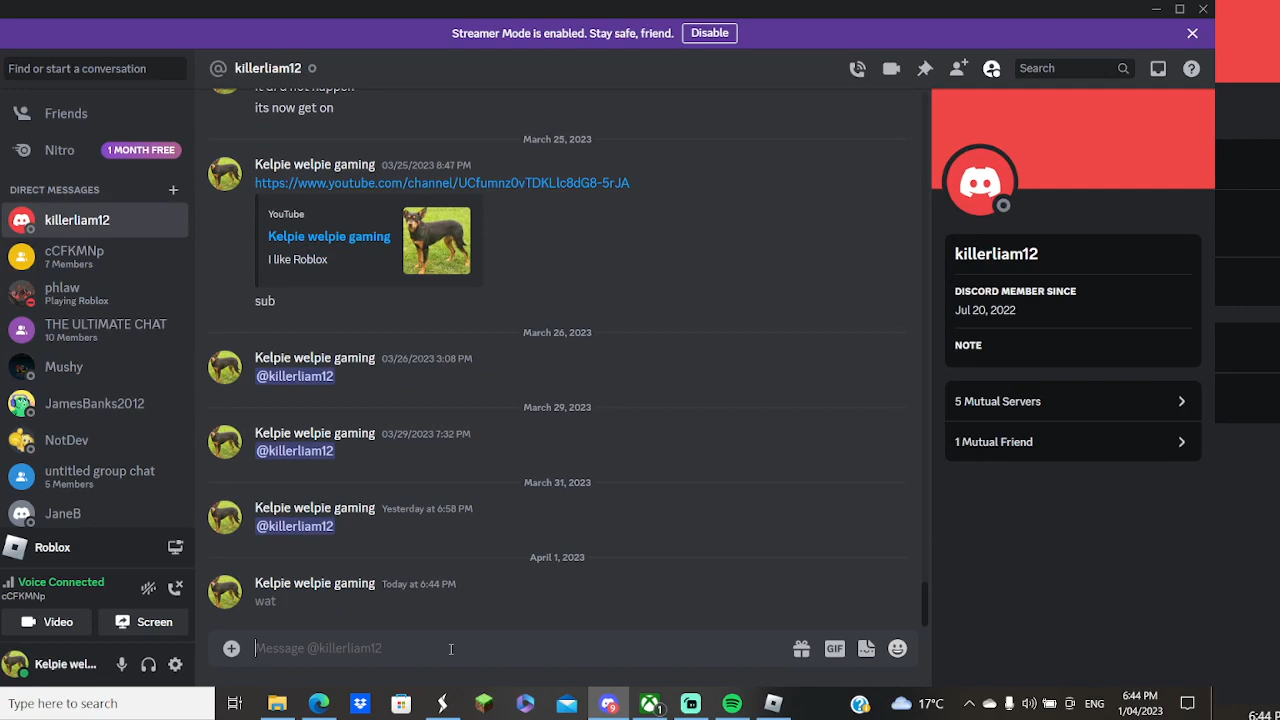 Streamer Mode is enabled. Stay safe, friend. Disable
Find or start a conversation
killerliam12
Search
Friends
Nitro 1 MONTH FREE
DIRECT MESSAGES
killerliam12
cCFKMNp
7 Members
phlaw
Playing Roblox
THE ULTIMATE CHAT
10 Members
Mushy
JamesBanks2012
NotDev
untitled group chat
5 Members
JaneB
Roblox
Voice Connected
cCFKMNp
Video Screen
Kelpie wel...
its now get on
March 25, 2023
Kelpie welpie gaming 03/25/2023 8:47 PM
https://www.youtube.com/channel/UCfumnz0vTDKLlc8dG8-5rJA
YouTube
Kelpie welpie gaming
I like Roblox
sub
March 26, 2023
Kelpie welpie gaming 03/26/2023 3:08 PM
@killerliam12
March 29, 2023
Kelpie welpie gaming 03/29/2023 7:32 PM
@killerliam12
March 31, 2023
Kelpie welpie gaming Yesterday at 6:58 PM
@killerliam12
April 1, 2023
Kelpie welpie gaming Today at 6:44 PM
wat
Message @killerliam12
GIF
killerliam12
DISCORD MEMBER SINCE
Jul 20, 2022
NOTE
5 Mutual Servers
1 Mutual Friend
Type here to search
9
1
17°C
6:44 PM
1/04/2023
6:44 PM